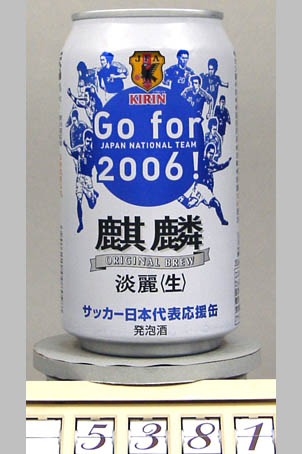 JFA
KIRIN
Go for
JAPAN NATIONAL TEAM
2006!
麒麟
ORIGINAL BREW
淡麗〈生〉
サッカー日本代表応援缶
発泡酒
5381